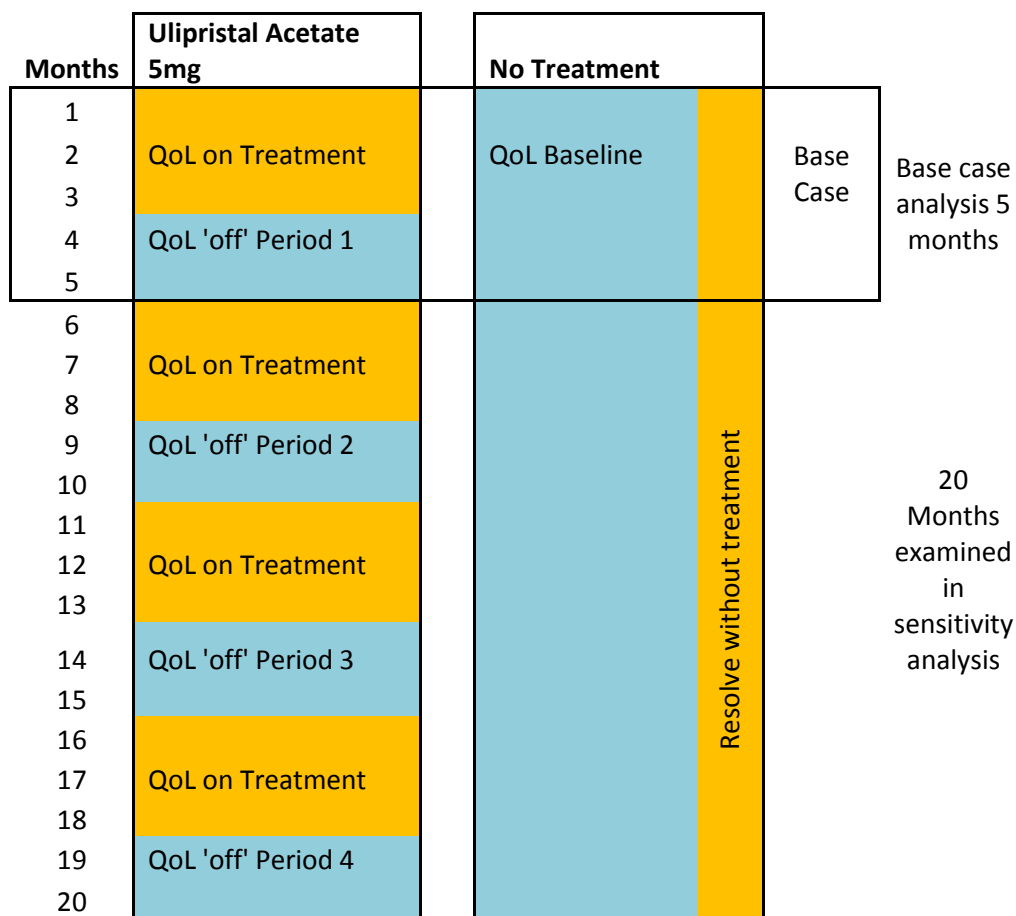 Ulipristal Acetate
Months 5mg No Treatment
1
2 QoL on Treatment QoL Baseline Base
3 Case
4 QoL 'off' Period 1
5
Base case
analysis 5
months
6
7 QoL on Treatment
8
9 QoL 'off' Period 2
10
11
12 QoL on Treatment
13
14 QoL 'off' Period 3
15
16
17 QoL on Treatment
18
19 QoL 'off' Period 4
20
Resolve without treatment
20
Months
examined
in
sensitivity
analysis